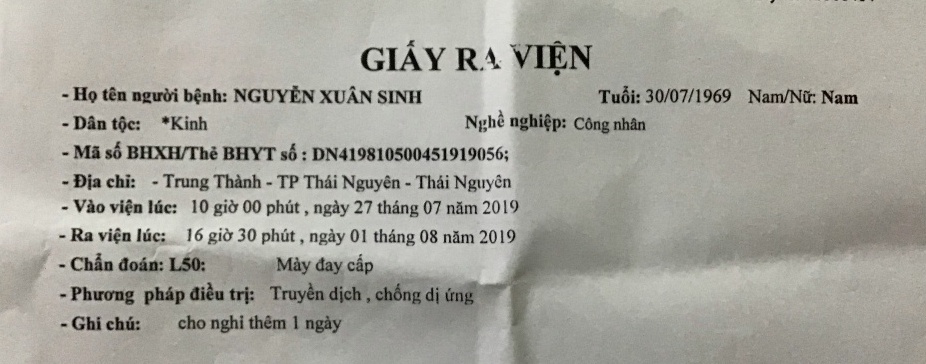 GIẤY RA VIỆN
- Họ tên người bệnh: NGUYỄN XUÂN SINH Tuổi: 30/07/1969 Nam/Nữ: Nam
- Dân tộc: *Kinh Nghề nghiệp: Công nhân
- Mã số BHXH/Thẻ BHYT số : DN419810500451919056;
- Địa chỉ: - Trung Thành - TP Thái Nguyên - Thái Nguyên
- Vào viện lúc: 10 giờ 00 phút , ngày 27 tháng 07 năm 2019
- Ra viện lúc: 16 giờ 30 phút , ngày 01 tháng 08 năm 2019
- Chẩn đoán: L50: Mày đay cấp
- Phương pháp điều trị: Truyền dịch , chống dị ứng
- Ghi chú: cho nghi thêm 1 ngày